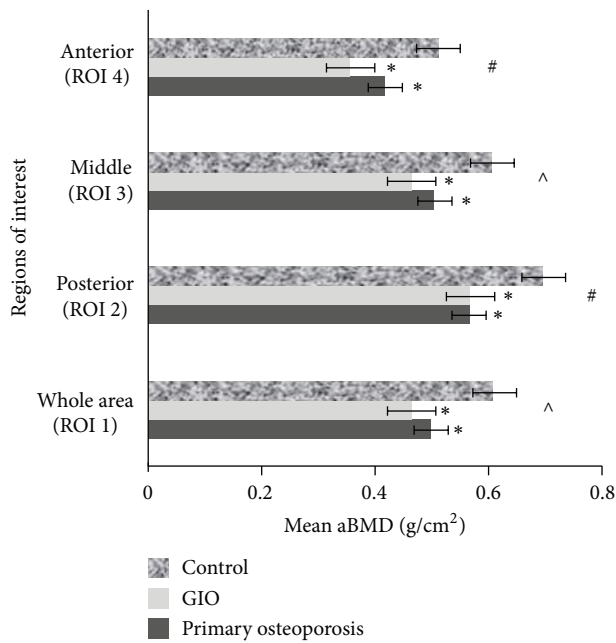 Regions of interest
Anterior
(ROI 4)
*
#
*
Middle
(ROI 3)
*
^
*
Posterior
(ROI 2)
*
#
*
Whole area
(ROI 1)
*
^
*
0 0.2 0.4 0.6 0.8
Mean aBMD (g/cm²)
Control
GIO
Primary osteoporosis